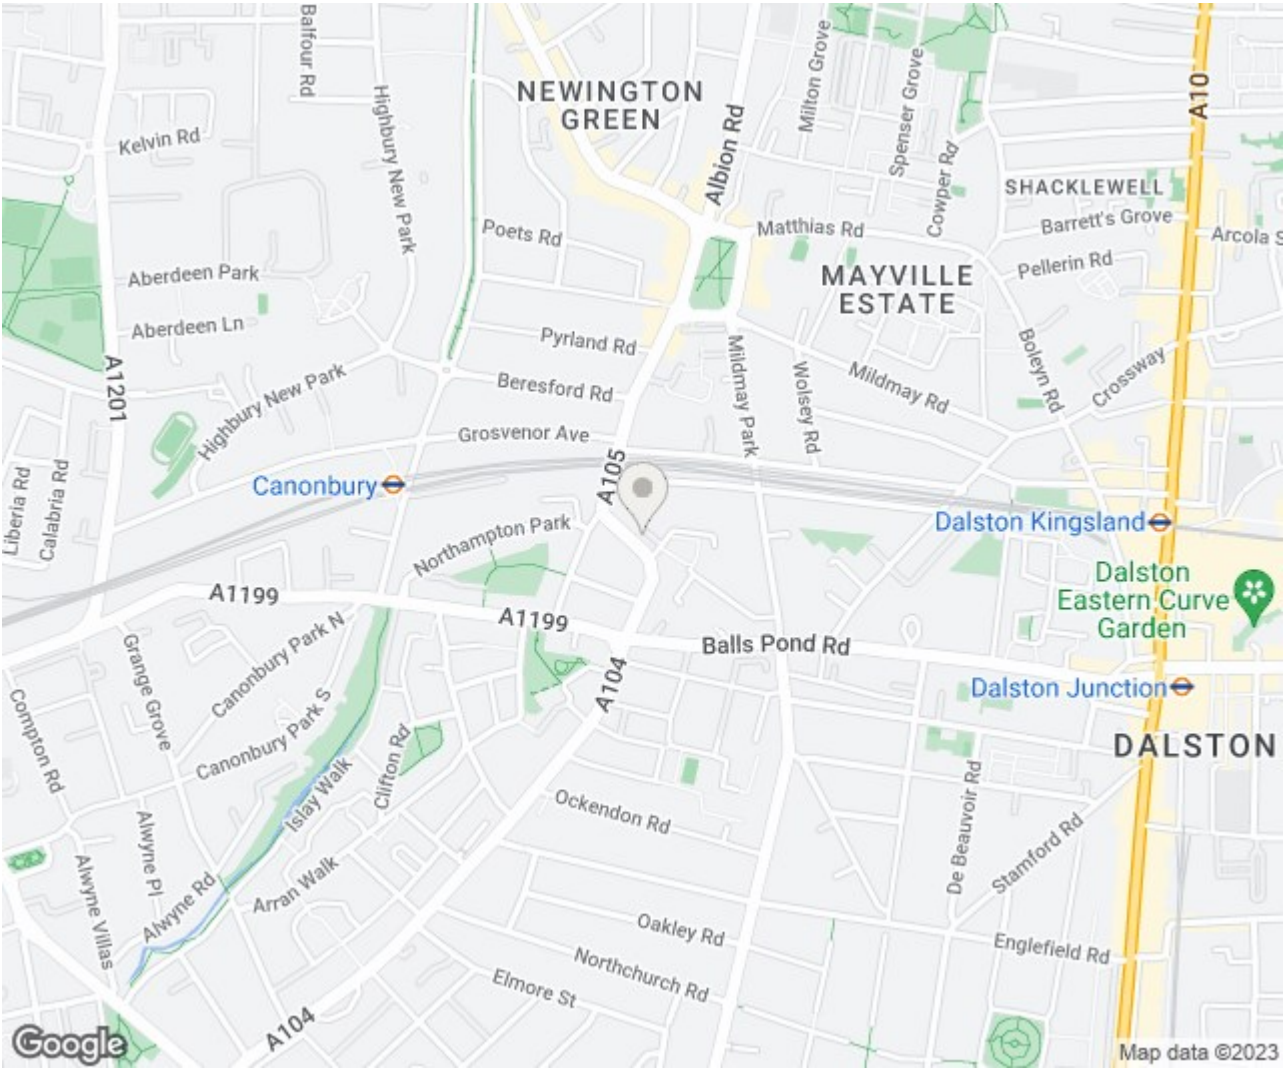 Balfour Rd
Milton Grove
Spenser Grove
A10
NEWINGTON
GREEN
Highbury New Park
Albion Rd
Kelvin Rd
Cowper Rd
SHACKLEWELL
Barrett's Grove
Matthias Rd
Poets Rd
Arcola S
Pellerin Rd
Aberdeen Park
MAYVILLE
ESTATE
Aberdeen Ln
Pyrland Rd
Boleyn Rd
Crossway
Mildmay Park
Wolsey Rd
Mildmay Rd
A1201
Highbury New Park
Beresford Rd
Grosvenor Ave
Liberia Rd
Calabria Rd
A105
Canonbury
Dalston Kingsland
Northampton Park
Dalston
Eastern Curve
Garden
A1199
A1199
Balls Pond Rd
Canonbury Park N
Grange Grove
A104
Dalston Junction
Compton Rd
Canonbury Park S
Clifton Rd
DALSTON
Islay Walk
De Beauvoir Rd
Ockendon Rd
Stamford Rd
Alwyne Pl
Alwyne Villas
Alwyne Rd
Arran Walk
Oakley Rd
Englefield Rd
Northchurch Rd
Elmore St
A104
Google
Map data ©2023